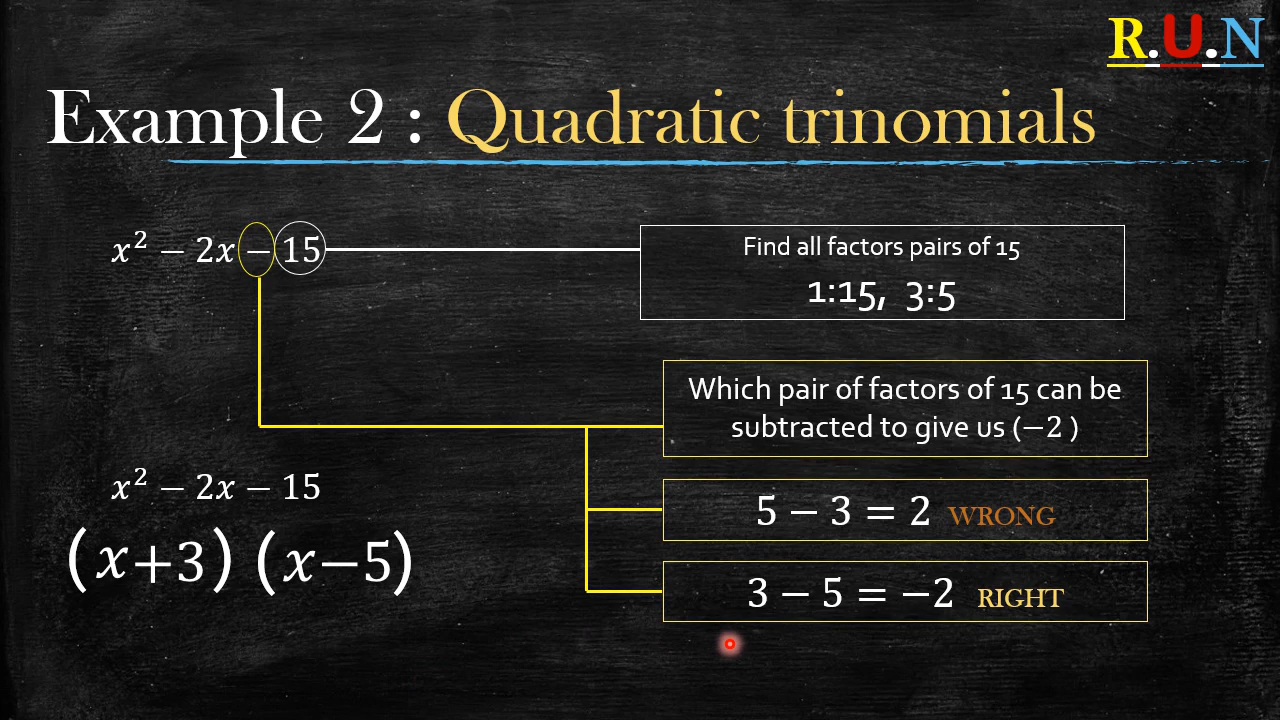 R.U.N
Example 2 : Quadratic trinomials
x² − 2x − 15
Find all factors pairs of 15
1:15, 3:5
Which pair of factors of 15 can be
subtracted to give us (−2 )
x² − 2x − 15
(x+3) (x−5)
5 − 3 = 2 WRONG
3 − 5 = −2 RIGHT